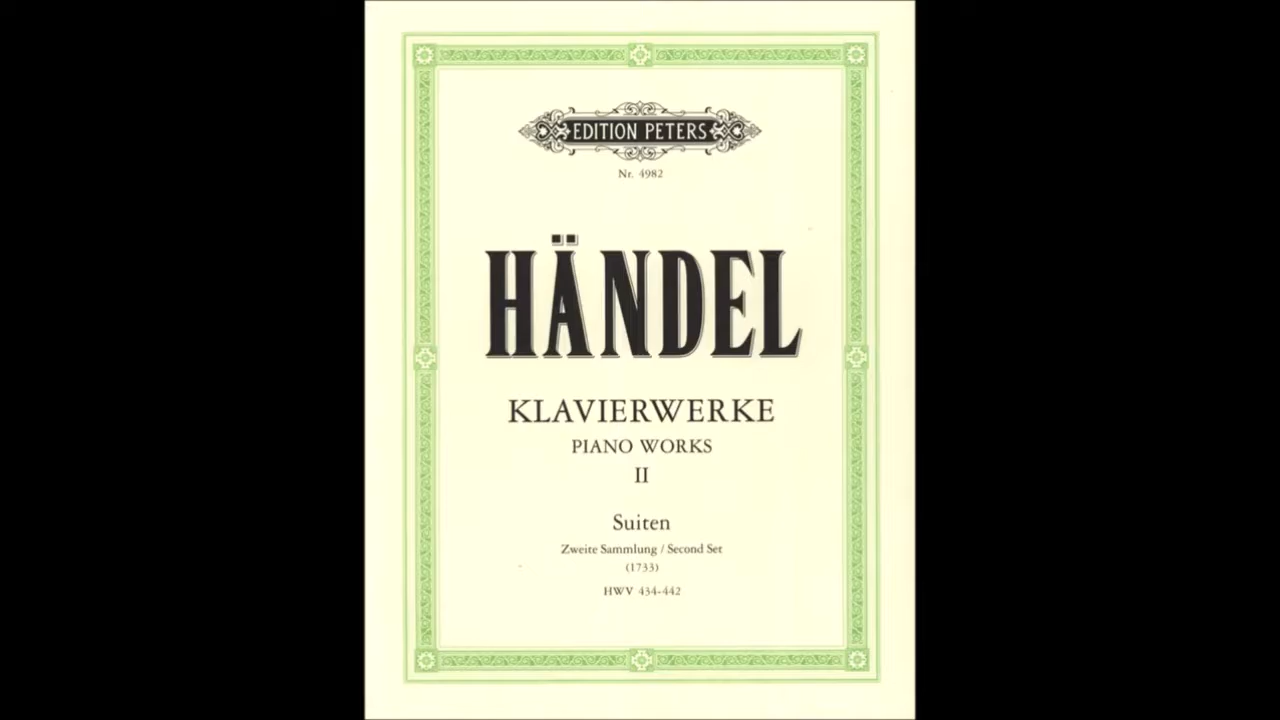 EDITION PETERS
Nr. 4982
HÄNDEL
KLAVIERWERKE
PIANO WORKS
II
Suiten
Zweite Sammlung / Second Set
(1733)
HWV 434-442